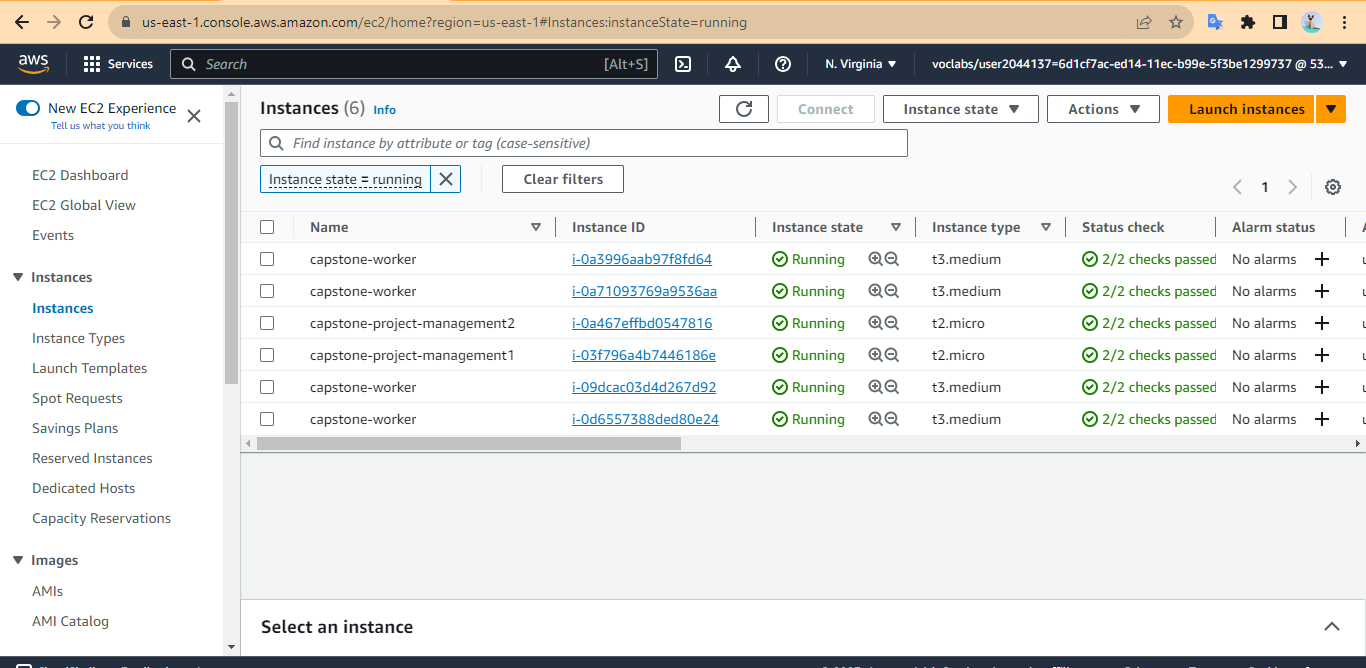 us-east-1.console.aws.amazon.com/ec2/home?region=us-east-1#Instances:instanceState=running
aws
Services
Search
[Alt+S]
N. Virginia
voclabs/user2044137=6d1cf7ac-ed14-11ec-b99e-5f3be1299737 @ 53...
New EC2 Experience
Tell us what you think
EC2 Dashboard
EC2 Global View
Events
Instances
Instances
Instance Types
Launch Templates
Spot Requests
Savings Plans
Reserved Instances
Dedicated Hosts
Capacity Reservations
Images
AMIs
AMI Catalog
Instances (6) Info
Connect
Instance state
Actions
Launch instances
Find instance by attribute or tag (case-sensitive)
Instance state = running
Clear filters
1
Name Instance ID Instance state Instance type Status check Alarm status
capstone-worker i-0a3996aab97f8fd64 Running t3.medium 2/2 checks passed No alarms
capstone-worker i-0a71093769a9536aa Running t3.medium 2/2 checks passed No alarms
capstone-project-management2 i-0a467effbd0547816 Running t2.micro 2/2 checks passed No alarms
capstone-project-management1 i-03f796a4b7446186e Running t2.micro 2/2 checks passed No alarms
capstone-worker i-09dcac03d4d267d92 Running t3.medium 2/2 checks passed No alarms
capstone-worker i-0d6557388ded80e24 Running t3.medium 2/2 checks passed No alarms
Select an instance